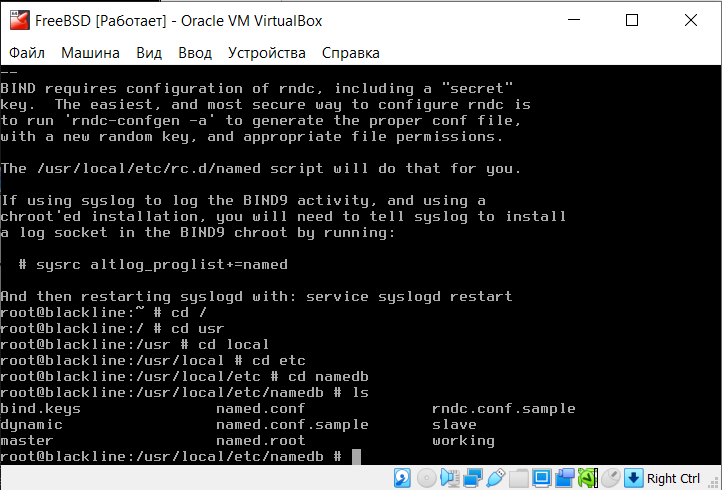 FreeBSD [Работает] - Oracle VM VirtualBox
Файл Машина Вид Ввод Устройства Справка
--
BIND requires configuration of rndc, including a "secret"
key.  The easiest, and most secure way to configure rndc is
to run 'rndc-confgen -a' to generate the proper conf file,
with a new random key, and appropriate file permissions.
The /usr/local/etc/rc.d/named script will do that for you.
If using syslog to log the BIND9 activity, and using a
chroot'ed installation, you will need to tell syslog to install
a log socket in the BIND9 chroot by running:
# sysrc altlog_proglist+=named
And then restarting syslogd with: service syslogd restart
root@blackline:~ # cd /
root@blackline:/ # cd usr
root@blackline:/usr # cd local
root@blackline:/usr/local # cd etc
root@blackline:/usr/local/etc # cd namedb
root@blackline:/usr/local/etc/namedb # ls
bind.keys named.conf rndc.conf.sample
dynamic named.conf.sample slave
master named.root working
root@blackline:/usr/local/etc/namedb #
Right Ctrl